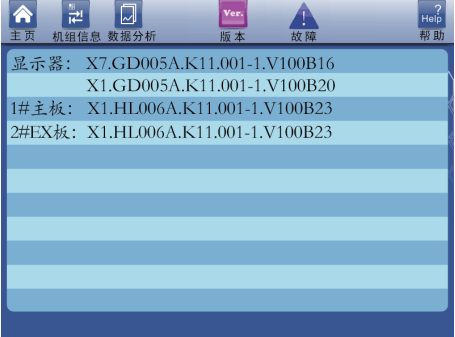 Ver.
?
Help
主页 机组信息 数据分析 版本 故障 帮助
显示器: X7.GD005A.K11.001-1.V100B16
X1.GD005A.K11.001-1.V100B20
1#主板: X1.HL006A.K11.001-1.V100B23
2#EX板: X1.HL006A.K11.001-1.V100B23